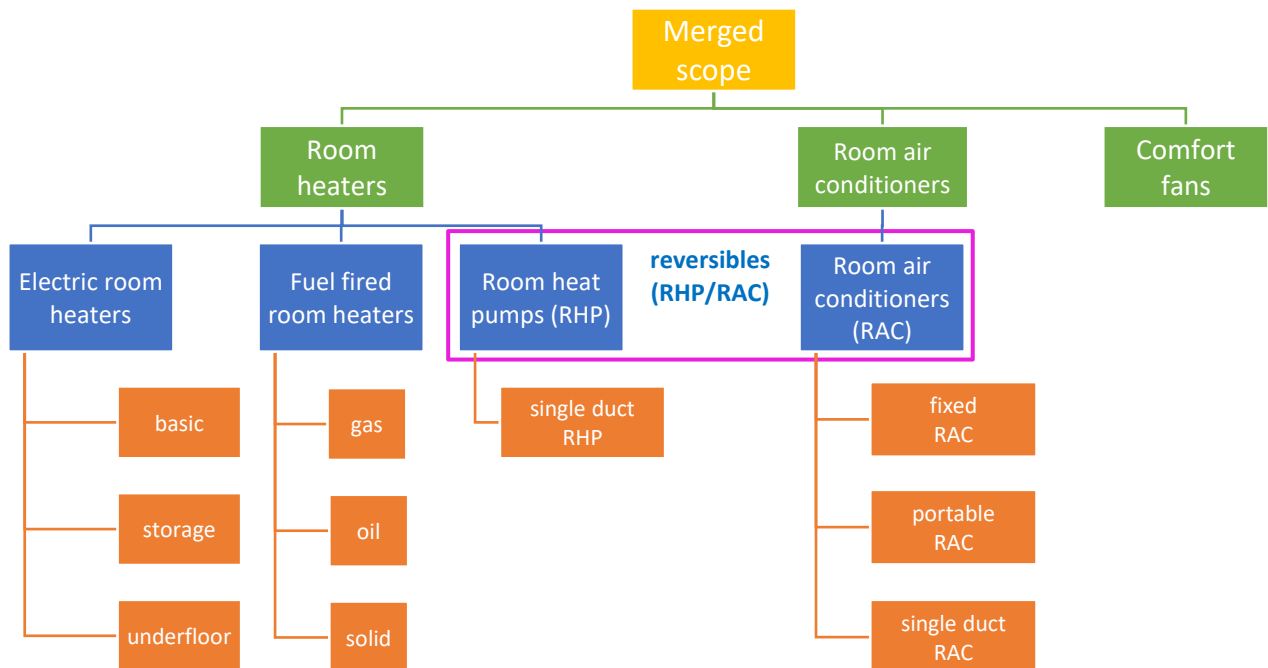 Merged
scope
Room
heaters
Room air
conditioners
Comfort
fans
Electric room
heaters
Fuel fired
room heaters
Room heat
pumps (RHP)
reversibles
(RHP/RAC)
Room air
conditioners
(RAC)
basic
storage
underfloor
gas
oil
solid
single duct
RHP
fixed
RAC
portable
RAC
single duct
RAC